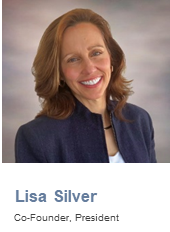 Lisa Silver
Co-Founder, President